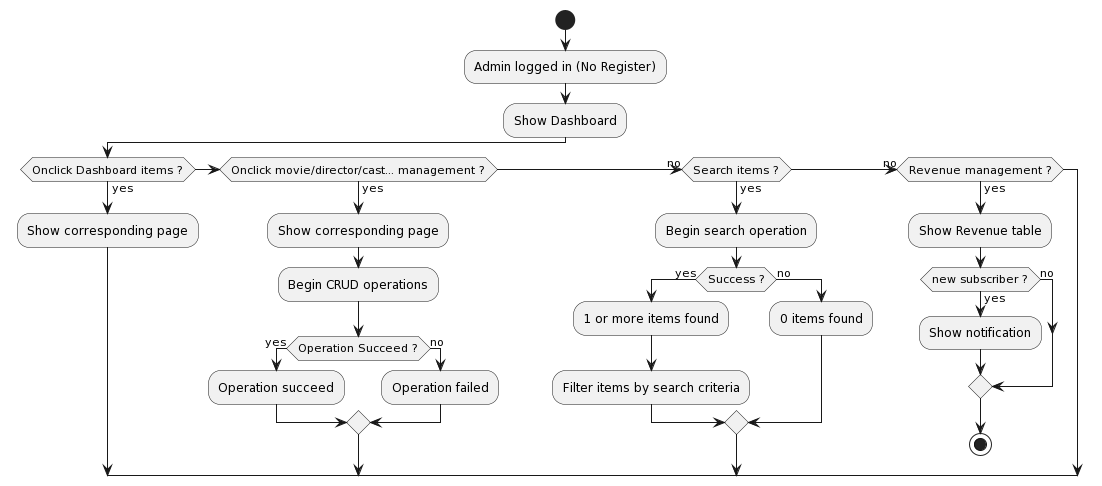 Admin logged in (No Register)
Show Dashboard
Onclick Dashboard items ?
Onclick movie/director/cast... management ?
no
Search items ?
no
Revenue management ?
yes
yes
yes
yes
Show corresponding page
Show corresponding page
Begin search operation
Show Revenue table
Begin CRUD operations
yes
Success ?
no
new subscriber ?
no
yes
1 or more items found
0 items found
Show notification
yes
Operation Succeed ?
no
Operation succeed
Operation failed
Filter items by search criteria